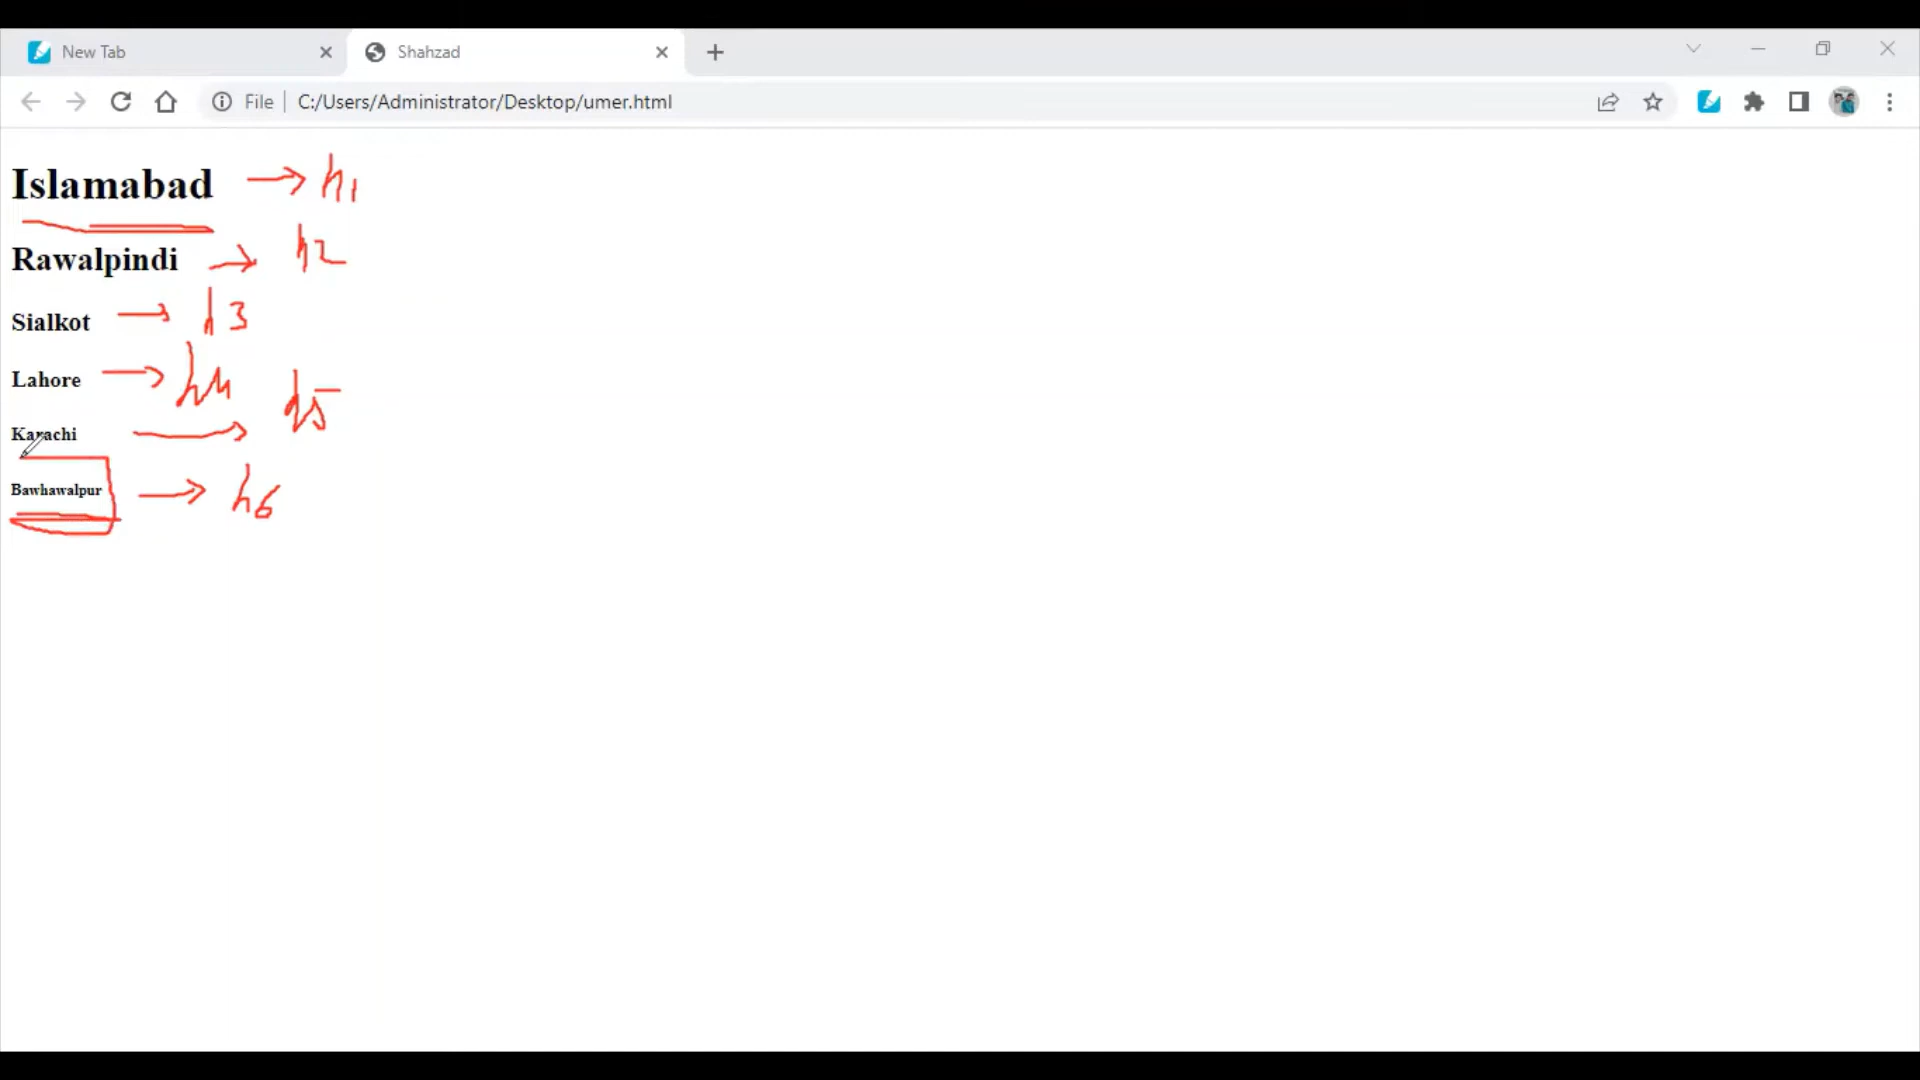 New Tab
Shahzad
File
C:/Users/Administrator/Desktop/umer.html
Islamabad h1
Rawalpindi h2
Sialkot h3
Lahore h4
Karachi h5
Bawhawalpur h6